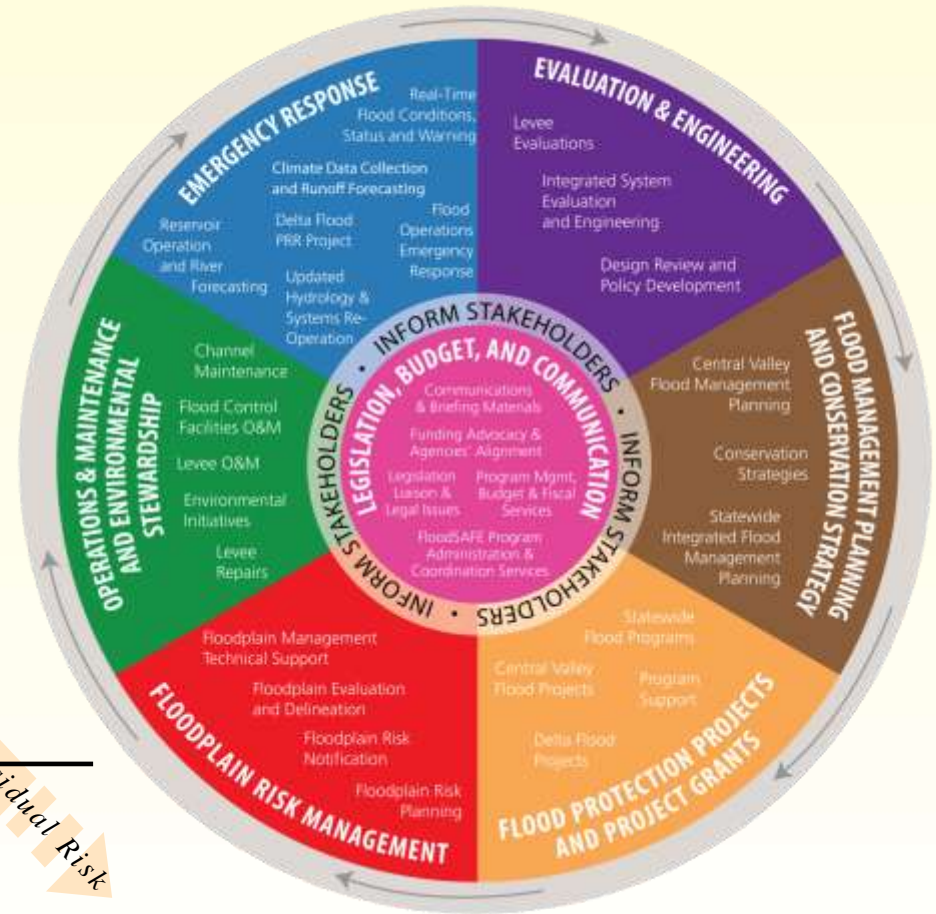 EMERGENCY RESPONSE
Real-Time
Flood Conditions,
Status and Warning
Climate Data Collection
and Runoff Forecasting
Reservoir
Operation
and River
Forecasting
Delta Flood
PRR Project
Flood
Operations
Emergency
Response
Updated
Hydrology &
Systems Re-
Operation
EVALUATION & ENGINEERING
Levee
Evaluations
Integrated System
Evaluation
and Engineering
Design Review and
Policy Development
FLOOD MANAGEMENT PLANNING
AND CONSERVATION STRATEGY
Central Valley
Flood Management
Planning
Conservation
Strategies
Statewide
Integrated Flood
Management
Planning
FLOOD PROTECTION PROJECTS
AND PROJECT GRANTS
Statewide
Flood Programs
Central Valley
Flood Projects
Program
Support
Delta Flood
Projects
FLOODPLAIN RISK MANAGEMENT
Floodplain Management
Technical Support
Floodplain Evaluation
and Delineation
Floodplain Risk
Notification
Floodplain Risk
Planning
OPERATIONS & MAINTENANCE
AND ENVIRONMENTAL
STEWARDSHIP
Channel
Maintenance
Flood Control
Facilities O&M
Levee O&M
Environmental
Initiatives
Levee
Repairs
INFORM STAKEHOLDERS • INFORM STAKEHOLDERS • INFORM STAKEHOLDERS •
LEGISLATION, BUDGET, AND COMMUNICATION
Communications
& Briefing Materials
Funding Advocacy &
Agencies' Alignment
Legislation
Liaison &
Legal Issues
Program Mgmt,
Budget & Fiscal
Services
FloodSAFE Program
Administration &
Coordination Services
Risk